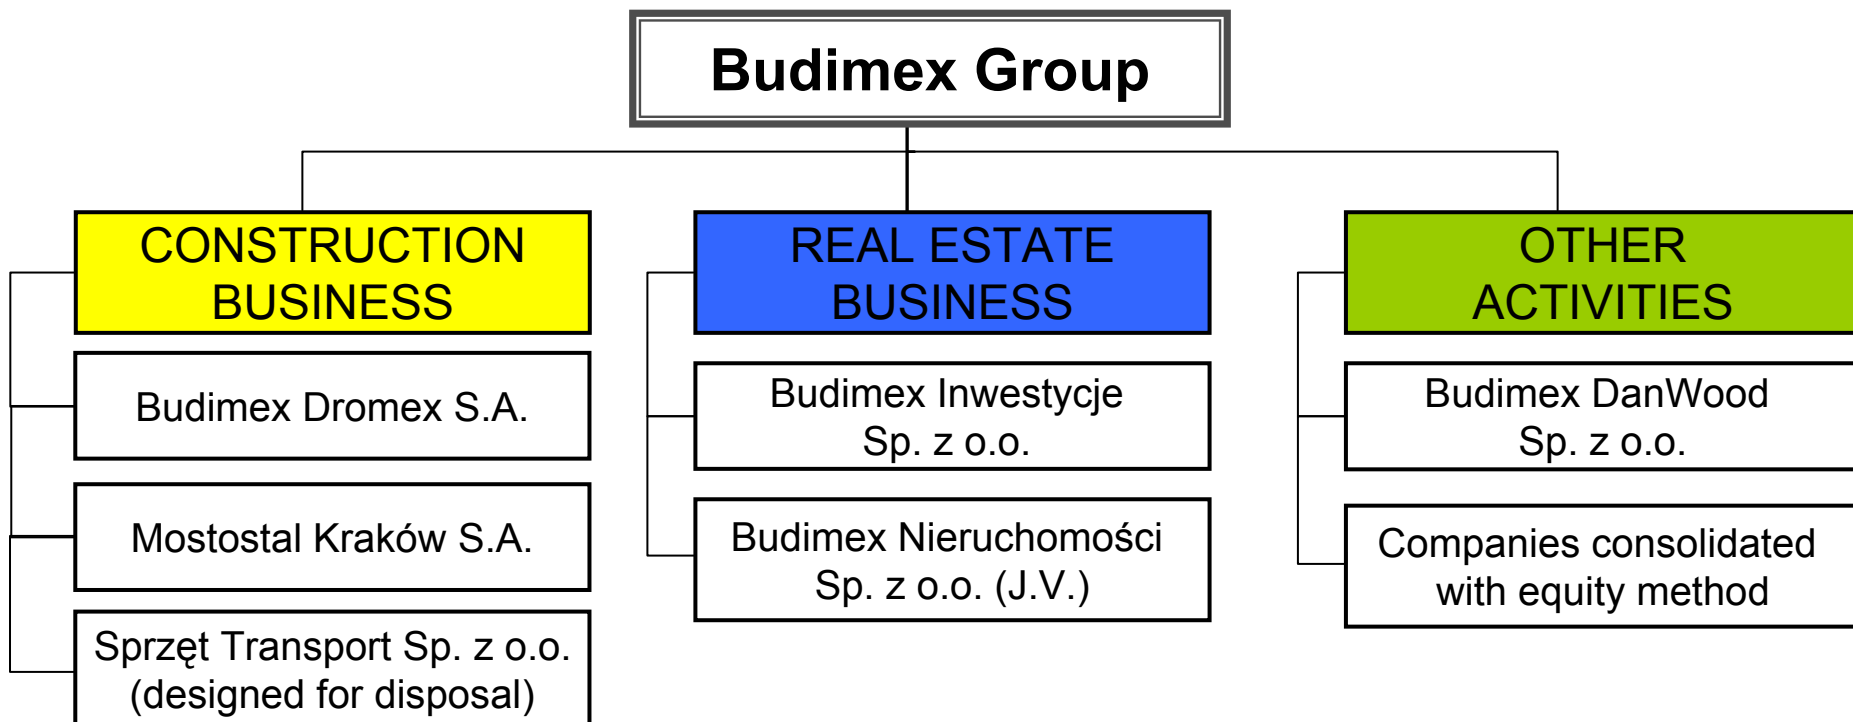 Budimex Group
CONSTRUCTION
BUSINESS
Budimex Dromex S.A.
Mostostal Kraków S.A.
Sprzęt Transport Sp. z o.o.
(designed for disposal)
REAL ESTATE
BUSINESS
Budimex Inwestycje
Sp. z o.o.
Budimex Nieruchomości
Sp. z o.o. (J.V.)
OTHER
ACTIVITIES
Budimex DanWood
Sp. z o.o.
Companies consolidated
with equity method